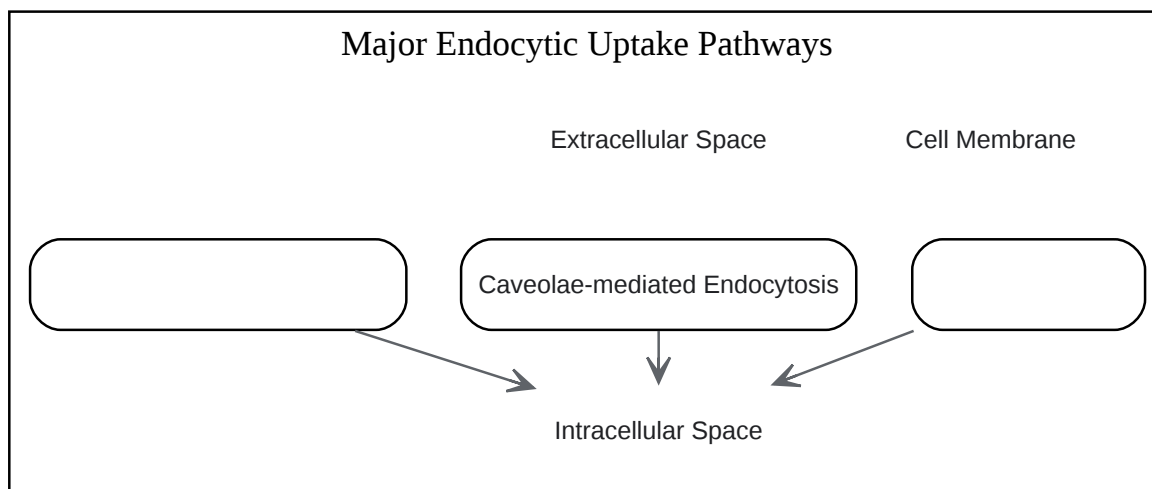 Major Endocytic Uptake Pathways
Extracellular Space
Cell Membrane
Caveolae-mediated Endocytosis
Intracellular Space